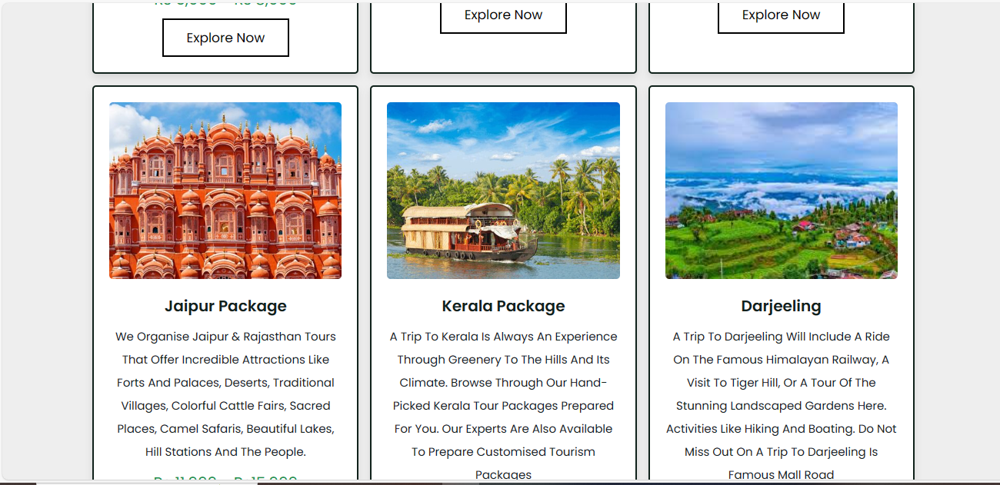 Explore Now
Explore Now
Explore Now
Jaipur Package
We Organise Jaipur & Rajasthan Tours
That Offer Incredible Attractions Like
Forts And Palaces, Deserts, Traditional
Villages, Colorful Cattle Fairs, Sacred
Places, Camel Safaris, Beautiful Lakes,
Hill Stations And The People.
Kerala Package
A Trip To Kerala Is Always An Experience
Through Greenery To The Hills And Its
Climate. Browse Through Our Hand-
Picked Kerala Tour Packages Prepared
For You. Our Experts Are Also Available
To Prepare Customised Tourism
Packages
Darjeeling
A Trip To Darjeeling Will Include A Ride
On The Famous Himalayan Railway, A
Visit To Tiger Hill, Or A Tour Of The
Stunning Landscaped Gardens Here.
Activities Like Hiking And Boating. Do Not
Miss Out On A Trip To Darjeeling Is
Famous Mall Road